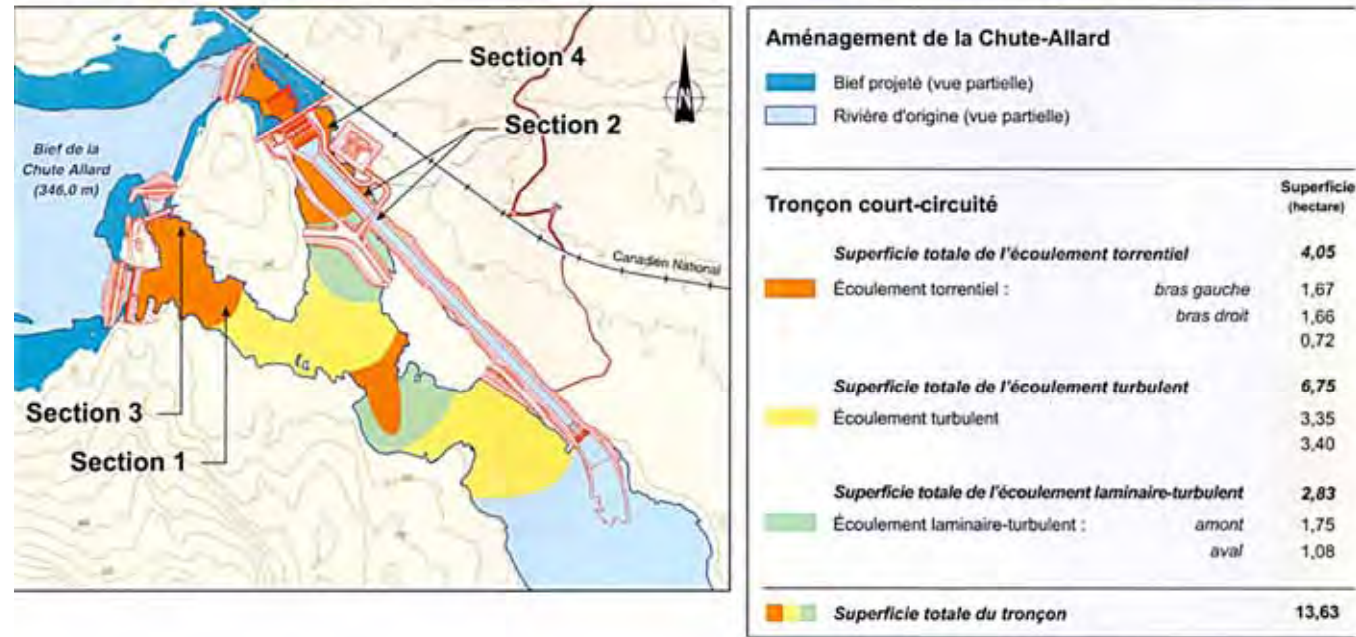 Section 4
Section 2
Bief de la
Chute Allard
(346,0 m)
Canadien National
Section 3
Section 1
N
Aménagement de la Chute-Allard
Bief projeté (vue partielle)
Rivière d'origine (vue partielle)
Tronçon court-circuité
Superficie
(hectare)
Superficie totale de l'écoulement torrentiel 4,05
Écoulement torrentiel : bras gauche 1,67
bras droit 1,66
0,72
Superficie totale de l'écoulement turbulent 6,75
Écoulement turbulent 3,35
3,40
Superficie totale de l'écoulement laminaire-turbulent 2,83
Écoulement laminaire-turbulent : amont 1,75
aval 1,08
Superficie totale du tronçon 13,63